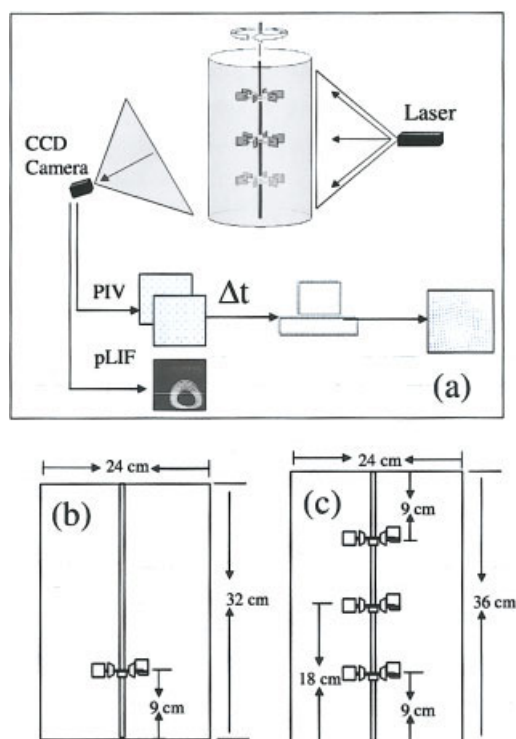 Laser
CCD
Camera
PIV
Δt
pLIF
(a)
24 cm
(b)
32 cm
9 cm
24 cm
(c)
9 cm
36 cm
18 cm
9 cm